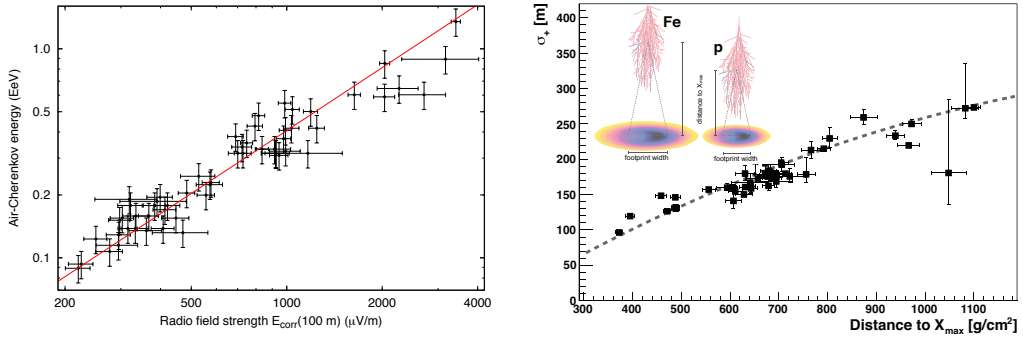 Air-Cherenkov energy (EeV)
1.0
0.5
0.2
0.1
200
500
1000
2000
4000
Radio field strength E_corr(100 m) (μV/m)
σ+ [m]
400
350
300
250
200
150
100
50
0
300 400 500 600 700 800 900 1000 1100
Distance to X_max [g/cm2]
Fe
p
distance to X_max
footprint width
footprint width